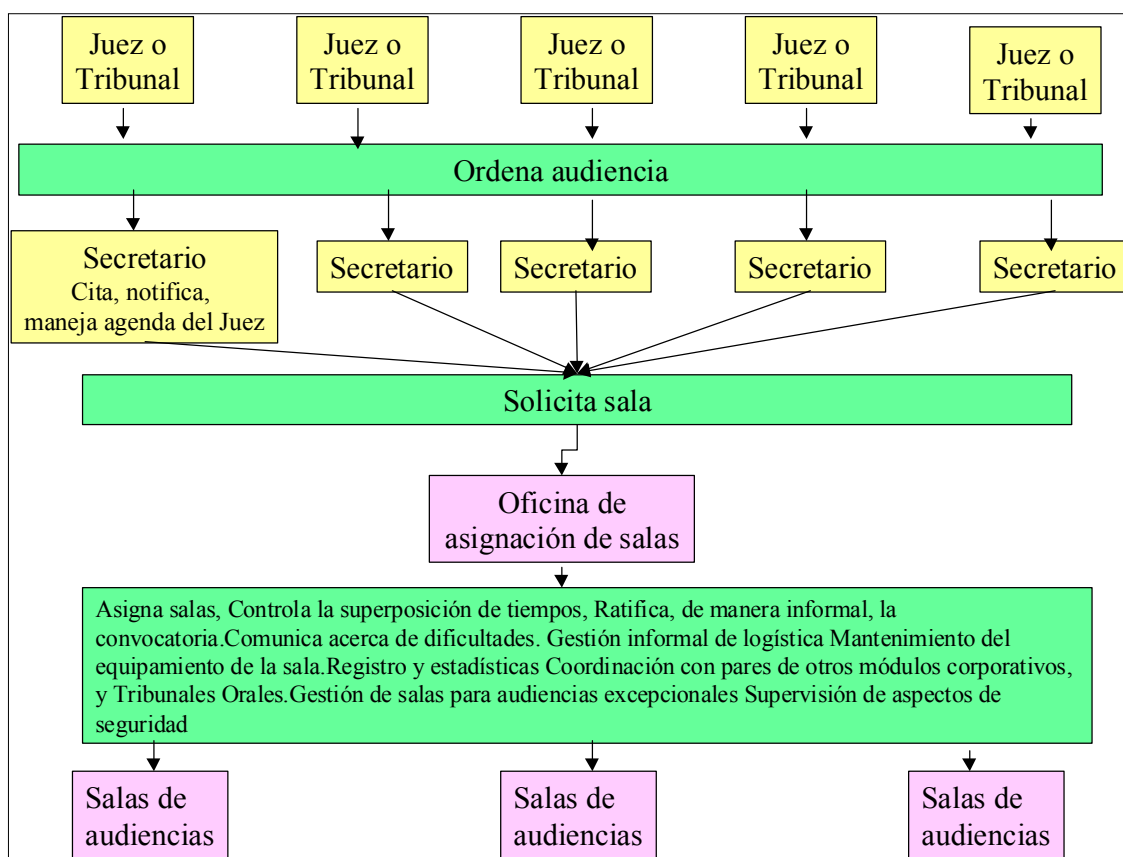 Juez o
Tribunal
Juez o
Tribunal
Juez o
Tribunal
Juez o
Tribunal
Juez o
Tribunal
Ordena audiencia
Secretario
Cita, notifica,
maneja agenda del Juez
Secretario
Secretario
Secretario
Secretario
Solicita sala
Oficina de
asignación de salas
Asigna salas, Controla la superposición de tiempos, Ratifica, de manera informal, la
convocatoria.Comunica acerca de dificultades. Gestión informal de logística Mantenimiento del
equipamiento de la sala.Registro y estadísticas Coordinación con pares de otros módulos corporativos,
y Tribunales Orales.Gestión de salas para audiencias excepcionales Supervisión de aspectos de
seguridad
Salas de
audiencias
Salas de
audiencias
Salas de
audiencias